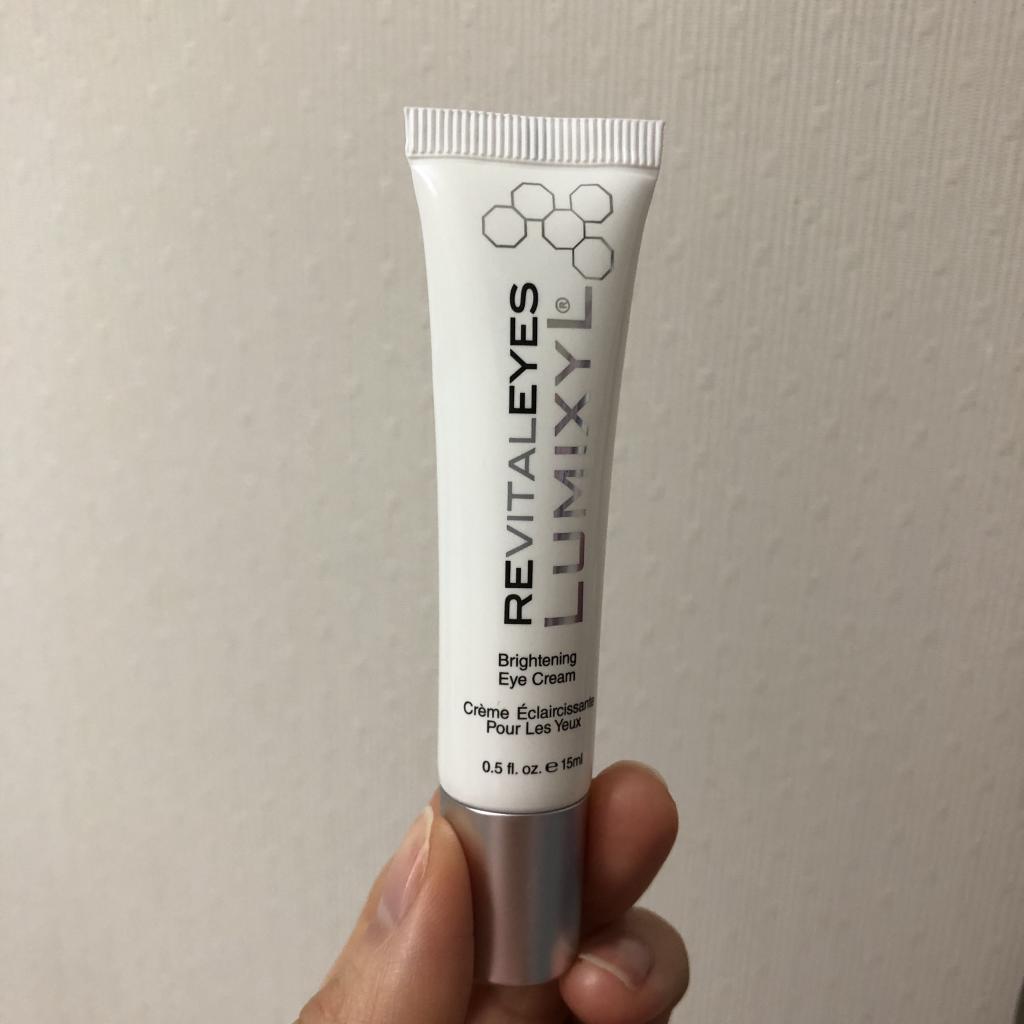 REVITALEYES
LUMIXYL®
Brightening
Eye Cream
Crème Éclaircissante
Pour Les Yeux
0.5 fl. oz. ℮ 15ml